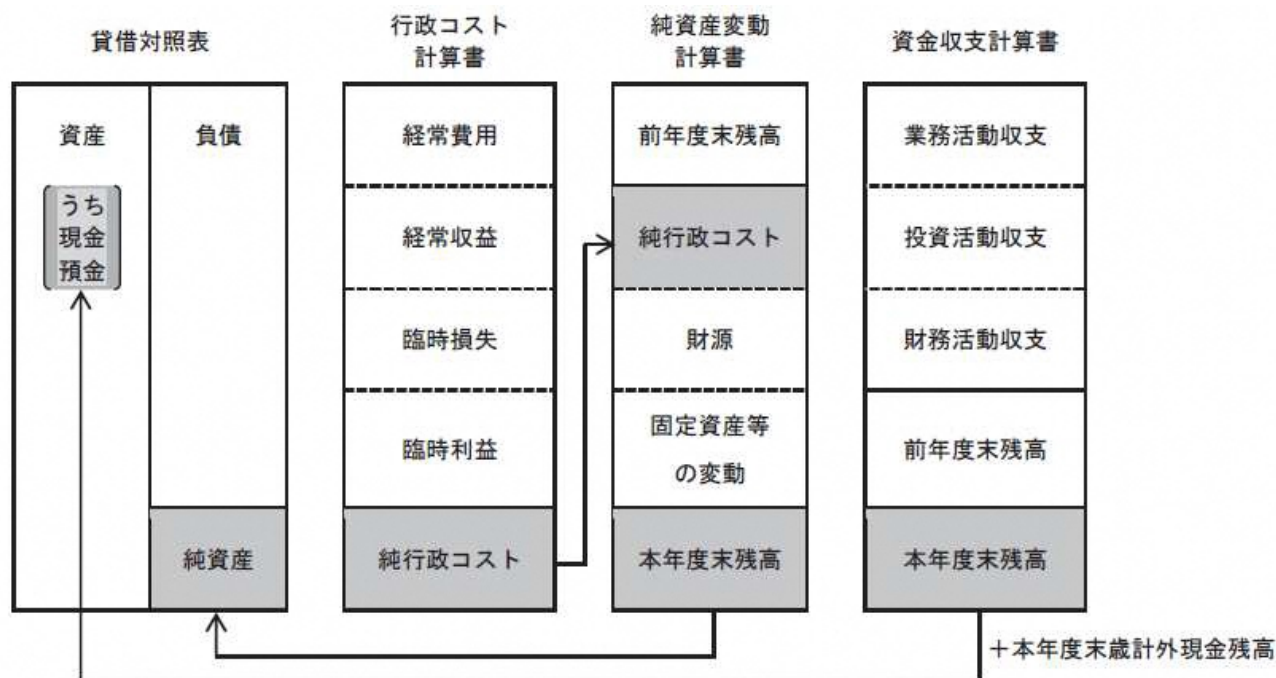 貸借対照表
資産
うち
現金
預金
負債
純資産
行政コスト
計算書
経常費用
経常収益
臨時損失
臨時利益
純行政コスト
純資産変動
計算書
前年度末残高
純行政コスト
財源
固定資産等
の変動
本年度末残高
資金収支計算書
業務活動収支
投資活動収支
財務活動収支
前年度末残高
本年度末残高
＋本年度末歳計外現金残高